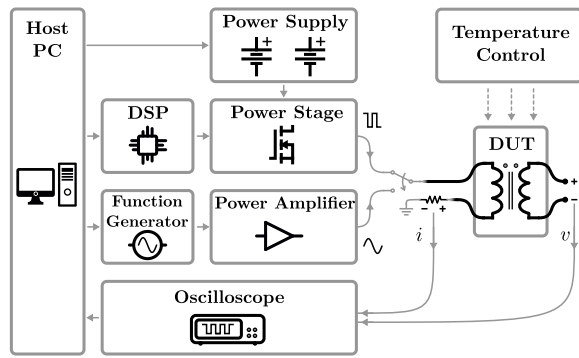 Host
PC
Power Supply
+
+
Temperature
Control
DSP
Power Stage
DUT
Function
Generator
Power Amplifier
+
−
− +
i
v
Oscilloscope